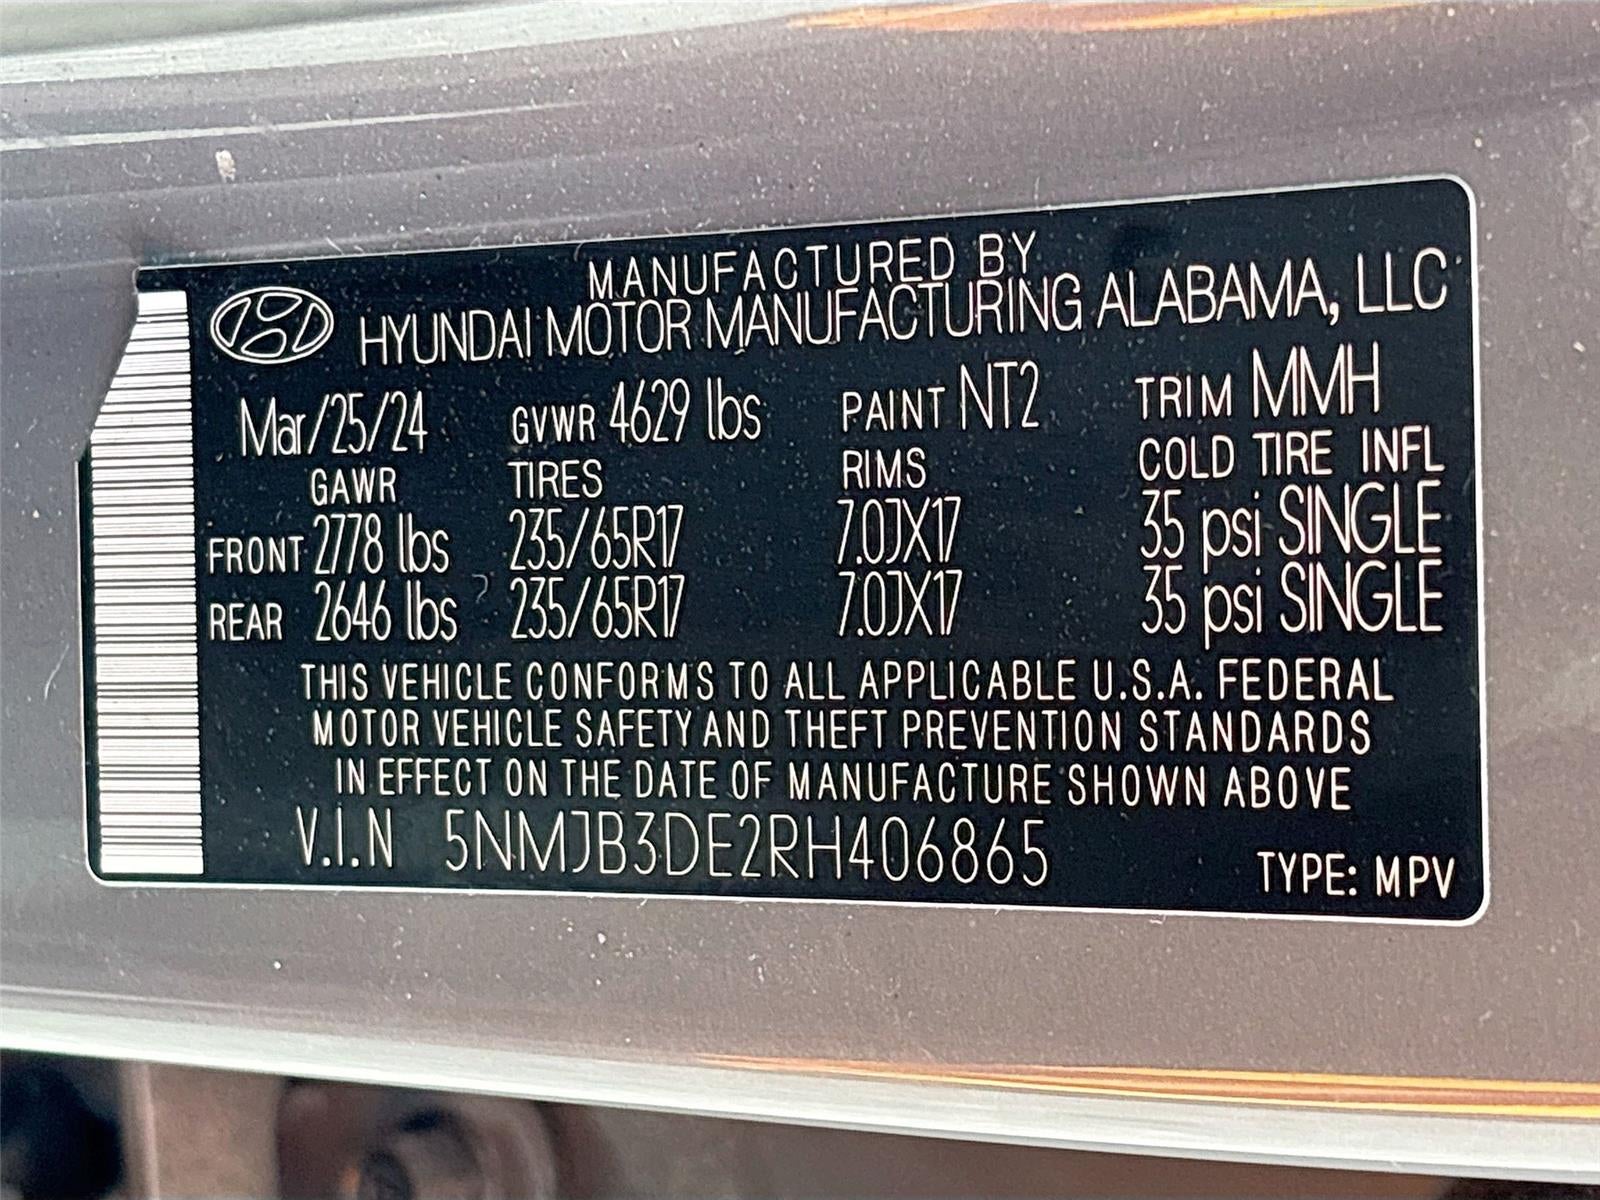 MANUFACTURED BY
HYUNDAI MOTOR MANUFACTURING ALABAMA, LLC
Mar/25/24 GVWR 4629 lbs PAINT NT2 TRIM MMH
GAWR TIRES RIMS COLD TIRE INFL
FRONT 2778 lbs 235/65R17 7.0JX17 35 psi SINGLE
REAR 2646 lbs 235/65R17 7.0JX17 35 psi SINGLE
THIS VEHICLE CONFORMS TO ALL APPLICABLE U.S.A. FEDERAL
MOTOR VEHICLE SAFETY AND THEFT PREVENTION STANDARDS
IN EFFECT ON THE DATE OF MANUFACTURE SHOWN ABOVE
V.I.N 5NMJB3DE2RH406865 TYPE: MPV